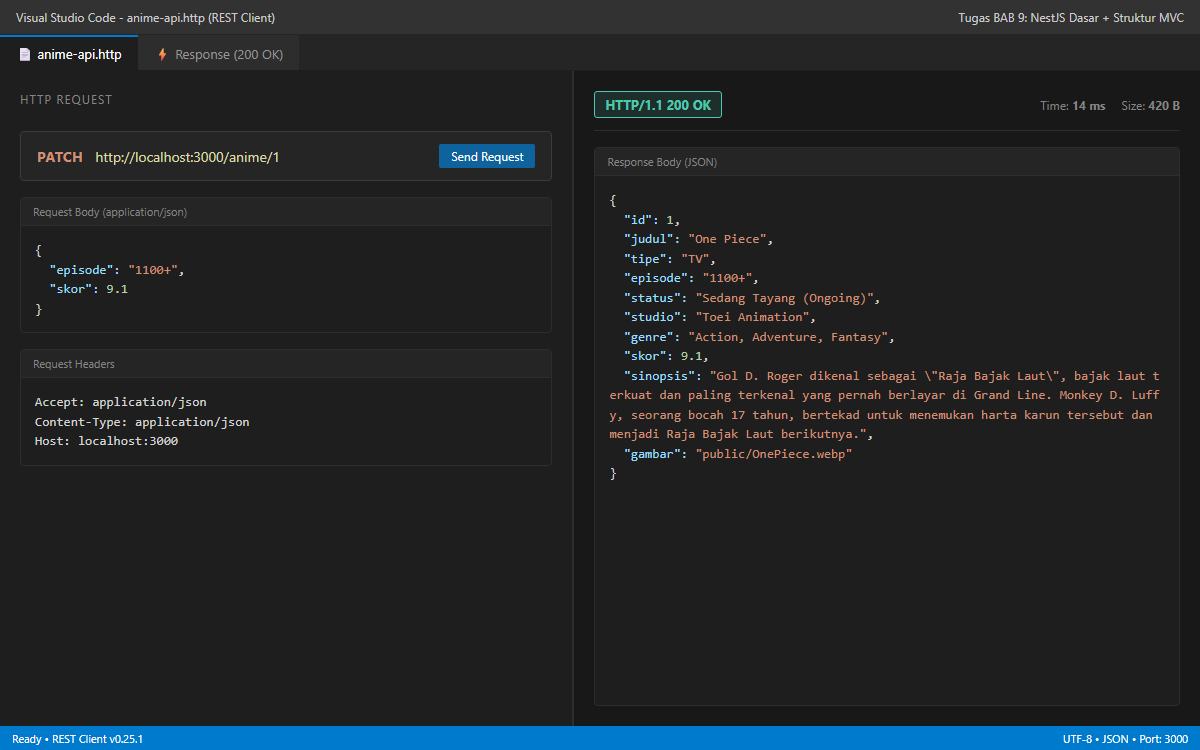 Visual Studio Code - anime-api.http (REST Client)
Tugas BAB 9: NestJS Dasar + Struktur MVC
anime-api.http
Response (200 OK)
HTTP REQUEST
PATCH http://localhost:3000/anime/1
Send Request
Request Body (application/json)
{
  "episode": "1100+",
  "skor": 9.1
}
Request Headers
Accept: application/json
Content-Type: application/json
Host: localhost:3000
HTTP/1.1 200 OK
Time: 14 ms
Size: 420 B
Response Body (JSON)
{
  "id": 1,
  "judul": "One Piece",
  "tipe": "TV",
  "episode": "1100+",
  "status": "Sedang Tayang (Ongoing)",
  "studio": "Toei Animation",
  "genre": "Action, Adventure, Fantasy",
  "skor": 9.1,
  "sinopsis": "Gol D. Roger dikenal sebagai \"Raja Bajak Laut\", bajak laut t
erkuat dan paling terkenal yang pernah berlayar di Grand Line. Monkey D. Luff
y, seorang bocah 17 tahun, bertekad untuk menemukan harta karun tersebut dan
menjadi Raja Bajak Laut berikutnya.",
  "gambar": "public/OnePiece.webp"
}
Ready • REST Client v0.25.1
UTF-8 • JSON • Port: 3000